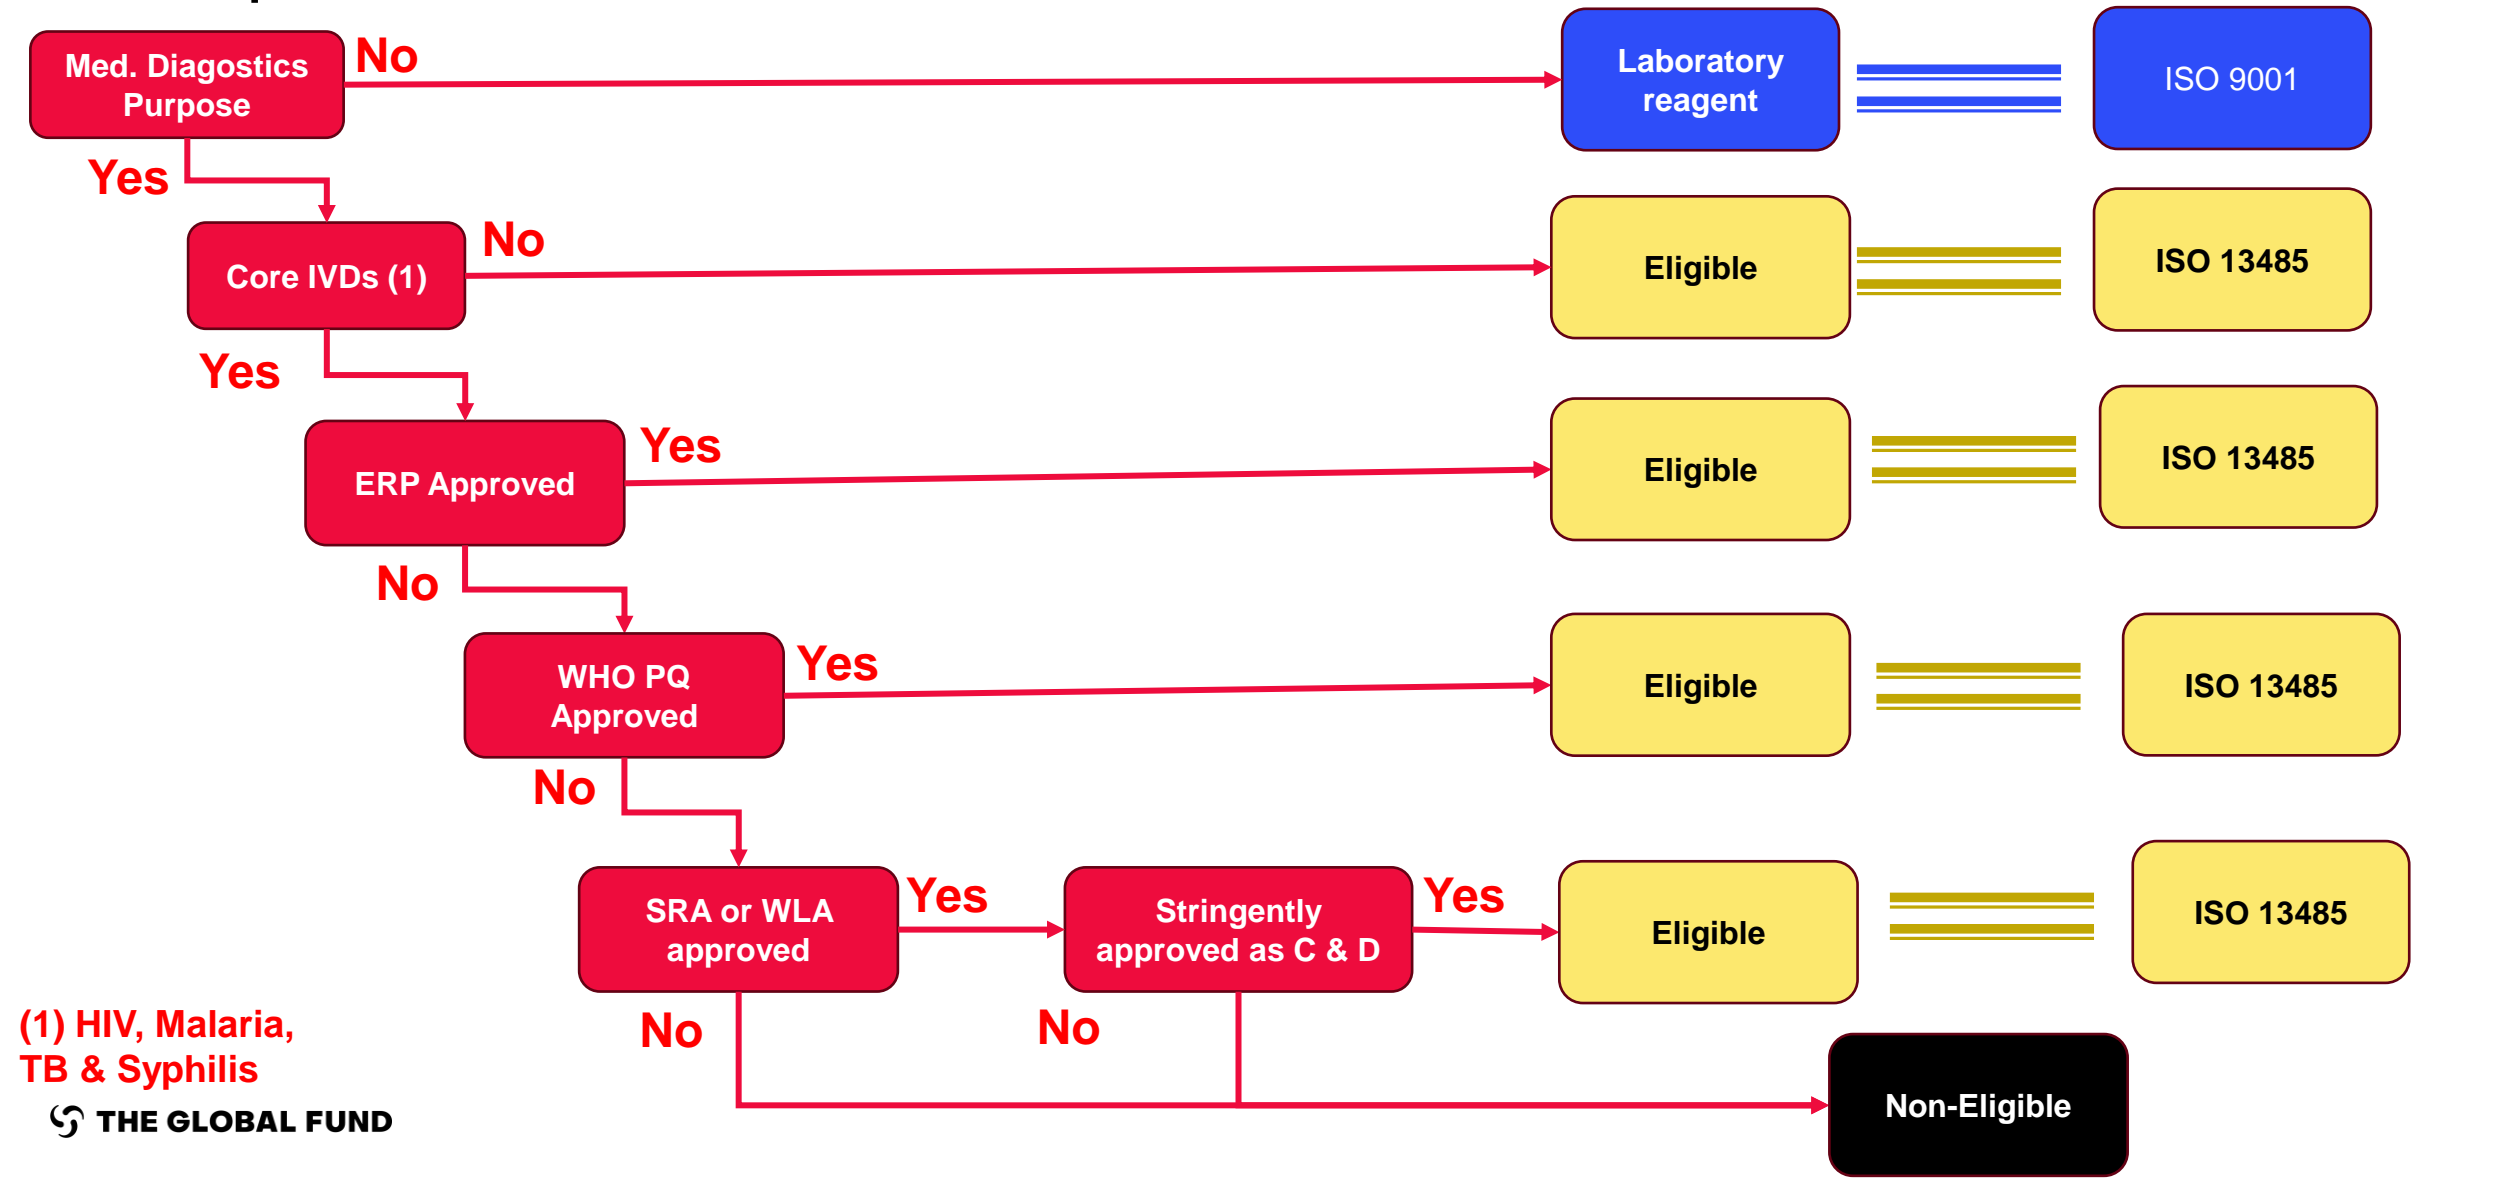 Med. Diagostics
Purpose
No
Laboratory
reagent
ISO 9001
Yes
Core IVDs (1)
No
Eligible
ISO 13485
Yes
ERP Approved
Yes
Eligible
ISO 13485
No
WHO PQ
Approved
Yes
Eligible
ISO 13485
No
SRA or WLA
approved
Yes
Stringently
approved as C & D
Yes
Eligible
ISO 13485
No
No
Non-Eligible
(1) HIV, Malaria,
TB & Syphilis
THE GLOBAL FUND